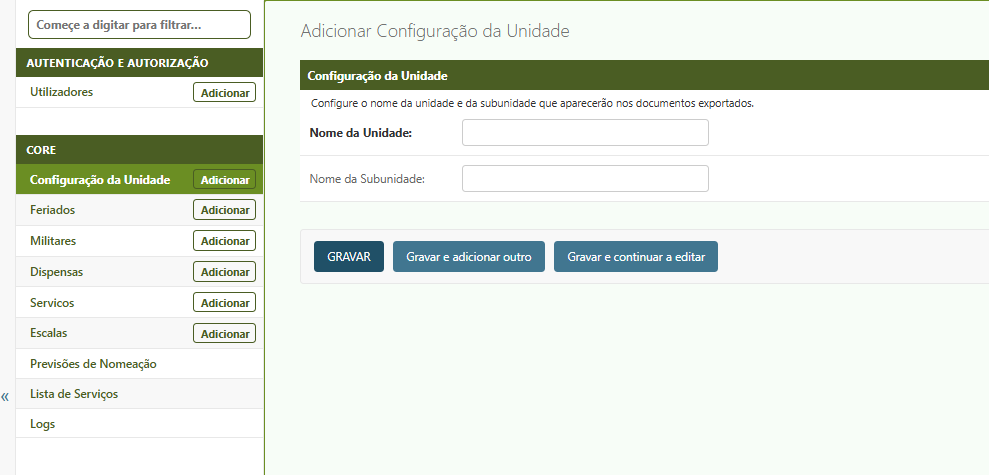 Começe a digitar para filtrar...
AUTENTICAÇÃO E AUTORIZAÇÃO
Utilizadores Adicionar
CORE
Configuração da Unidade Adicionar
Feriados Adicionar
Militares Adicionar
Dispensas Adicionar
Servicos Adicionar
Escalas Adicionar
Previsões de Nomeação
Lista de Serviços
Logs
«
Adicionar Configuração da Unidade
Configuração da Unidade
Configure o nome da unidade e da subunidade que aparecerão nos documentos exportados.
Nome da Unidade:
Nome da Subunidade:
GRAVAR Gravar e adicionar outro Gravar e continuar a editar